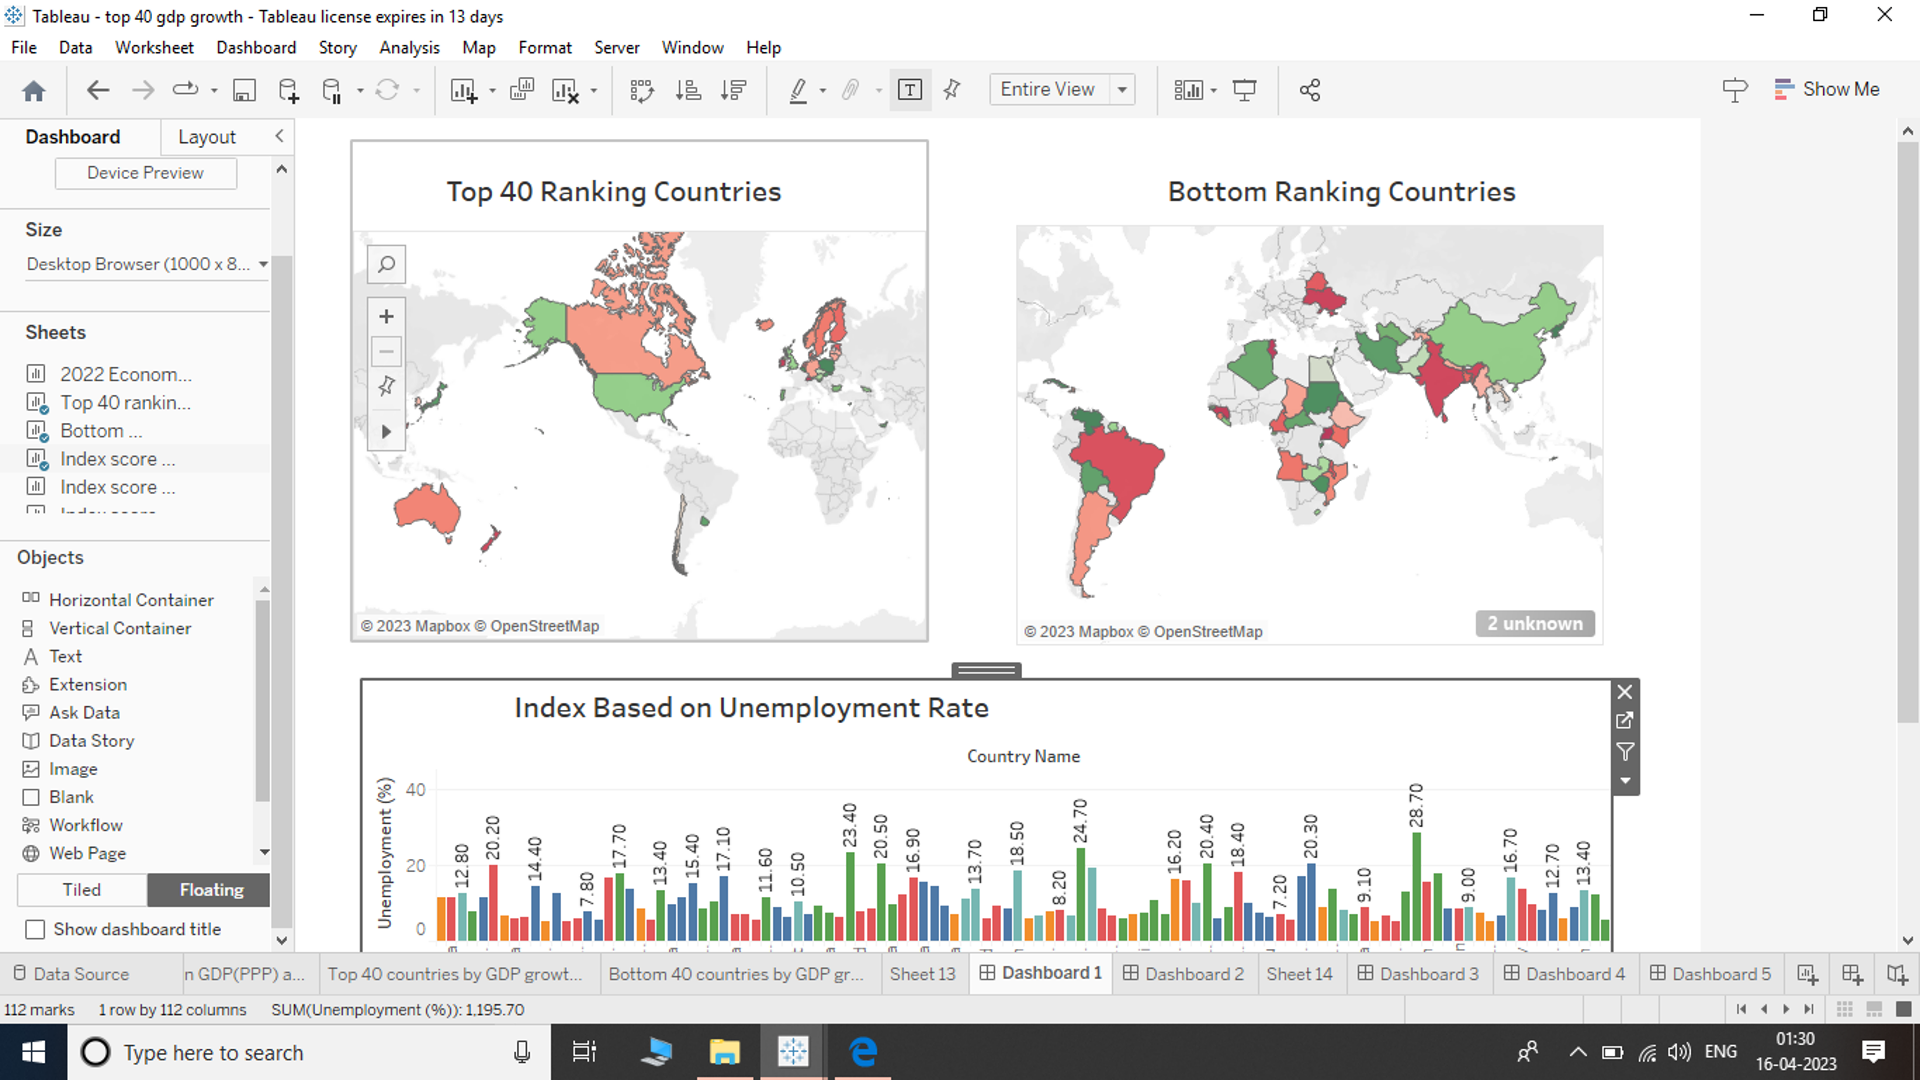 Tableau - top 40 gdp growth - Tableau license expires in 13 days
File Data Worksheet Dashboard Story Analysis Map Format Server Window Help
Entire View
Show Me
Dashboard Layout
Device Preview
Size
Desktop Browser (1000 x 8...
Sheets
2022 Econom...
Top 40 rankin...
Bottom ...
Index score ...
Index score ...
Objects
Horizontal Container
Vertical Container
Text
Extension
Ask Data
Data Story
Image
Blank
Workflow
Web Page
Tiled Floating
Show dashboard title
Top 40 Ranking Countries
© 2023 Mapbox © OpenStreetMap
Bottom Ranking Countries
© 2023 Mapbox © OpenStreetMap
2 unknown
Index Based on Unemployment Rate
Country Name
Unemployment (%)
40
20
0
12.80
20.20
14.40
7.80
17.70
13.40
15.40
17.10
11.60
10.50
23.40
20.50
16.90
13.70
18.50
8.20
24.70
16.20
20.40
18.40
7.20
20.30
9.10
28.70
9.00
16.70
12.70
13.40
Data Source
n GDP(PPP) a...
Top 40 countries by GDP growt...
Bottom 40 countries by GDP gr...
Sheet 13
Dashboard 1
Dashboard 2
Sheet 14
Dashboard 3
Dashboard 4
Dashboard 5
112 marks 1 row by 112 columns SUM(Unemployment (%)): 1,195.70
Type here to search
ENG
01:30
16-04-2023